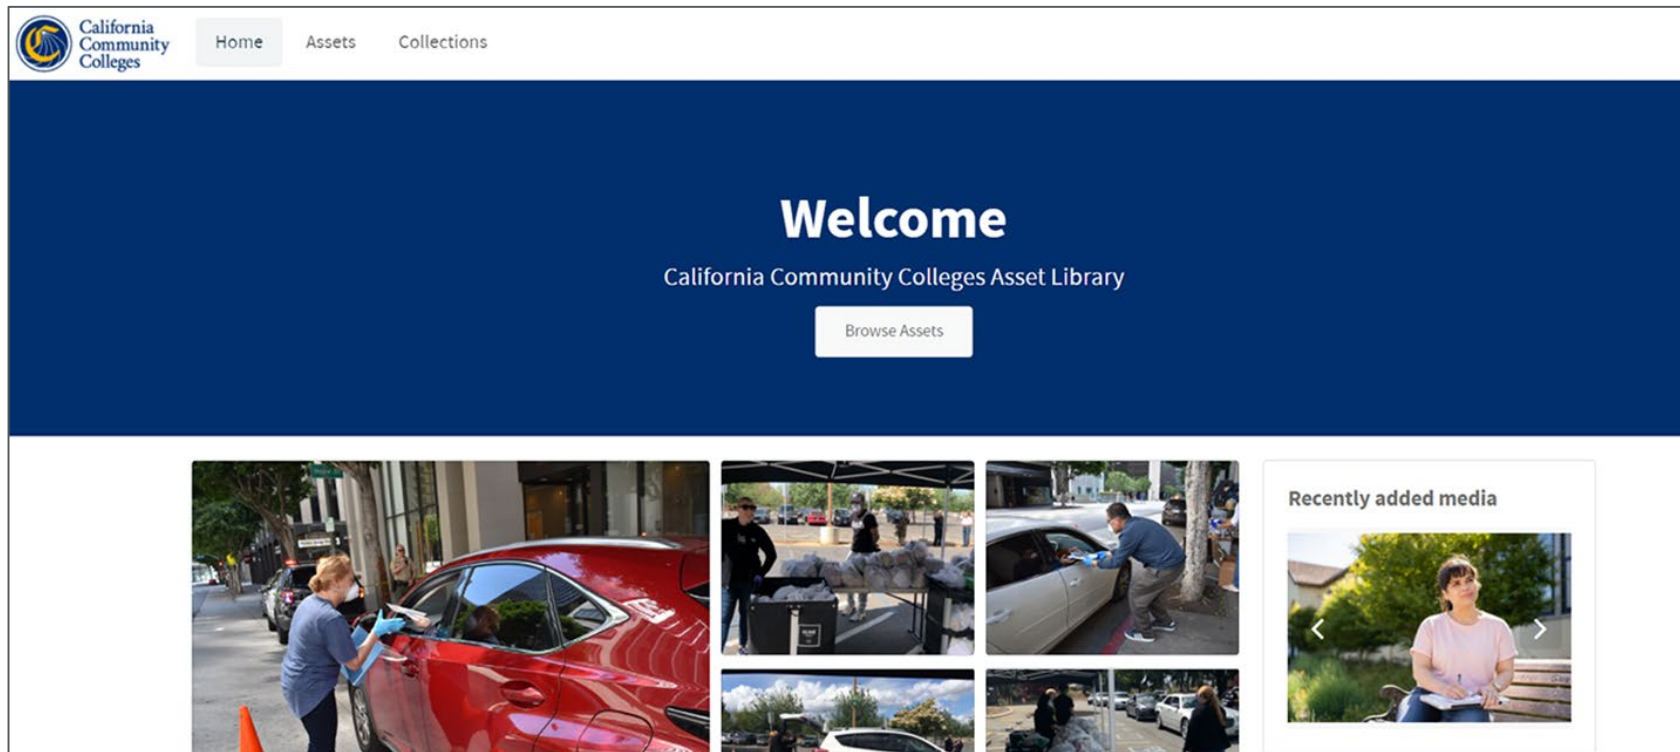 California
Community
Colleges
Home
Assets
Collections
Welcome
California Community Colleges Asset Library
Browse Assets
Recently added media